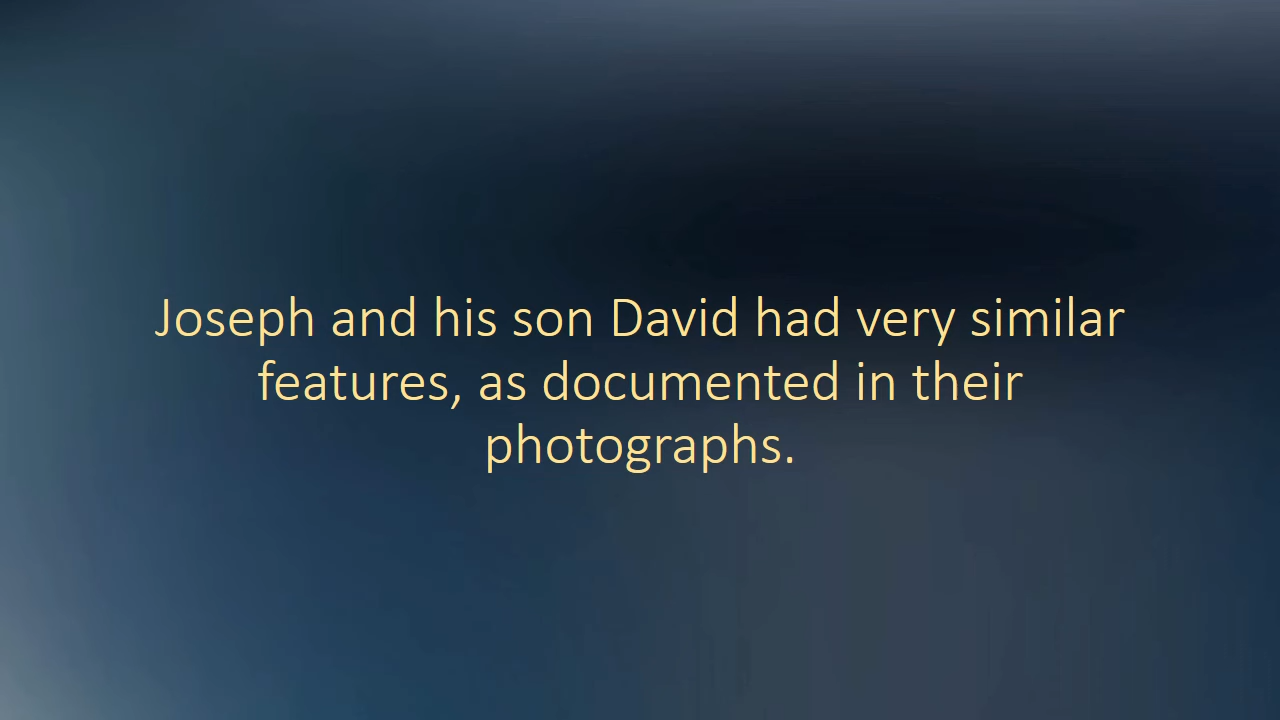 Joseph and his son David had very similar
features, as documented in their
photographs.